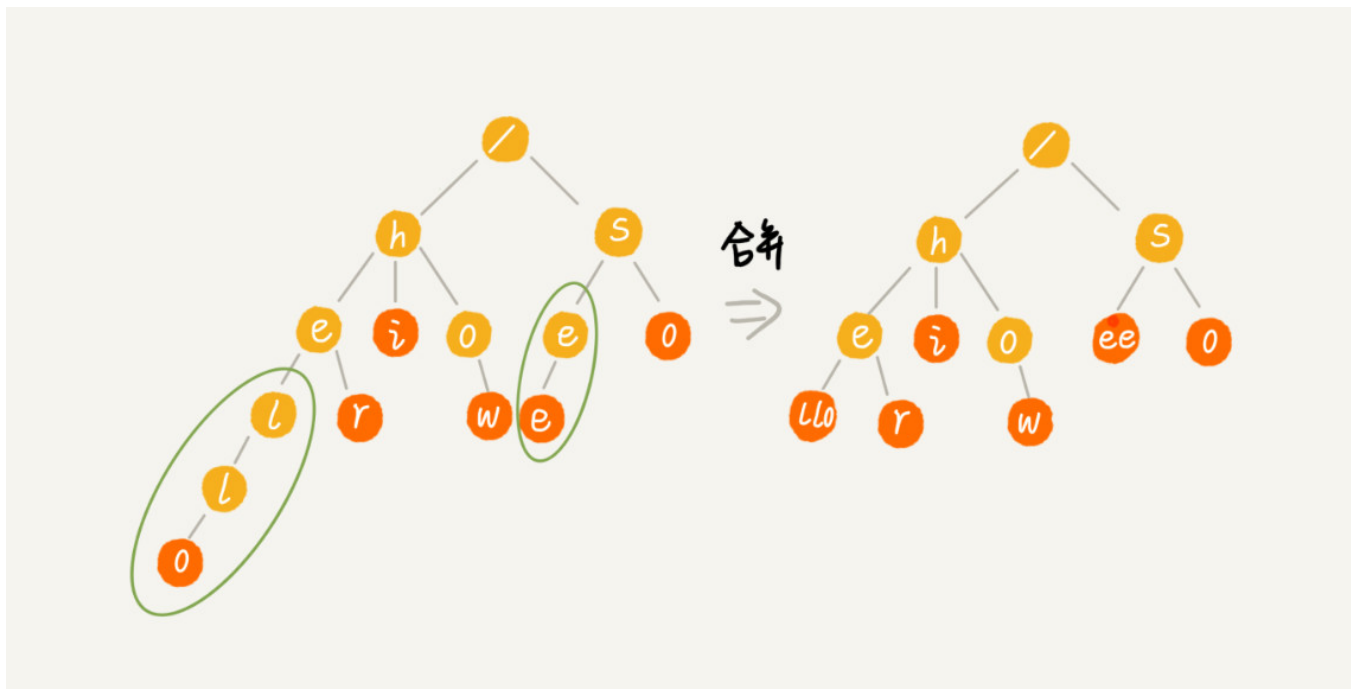 / /
h S 合并 h S
e i o e o e i o ee o
l r w e llo r w
l
o